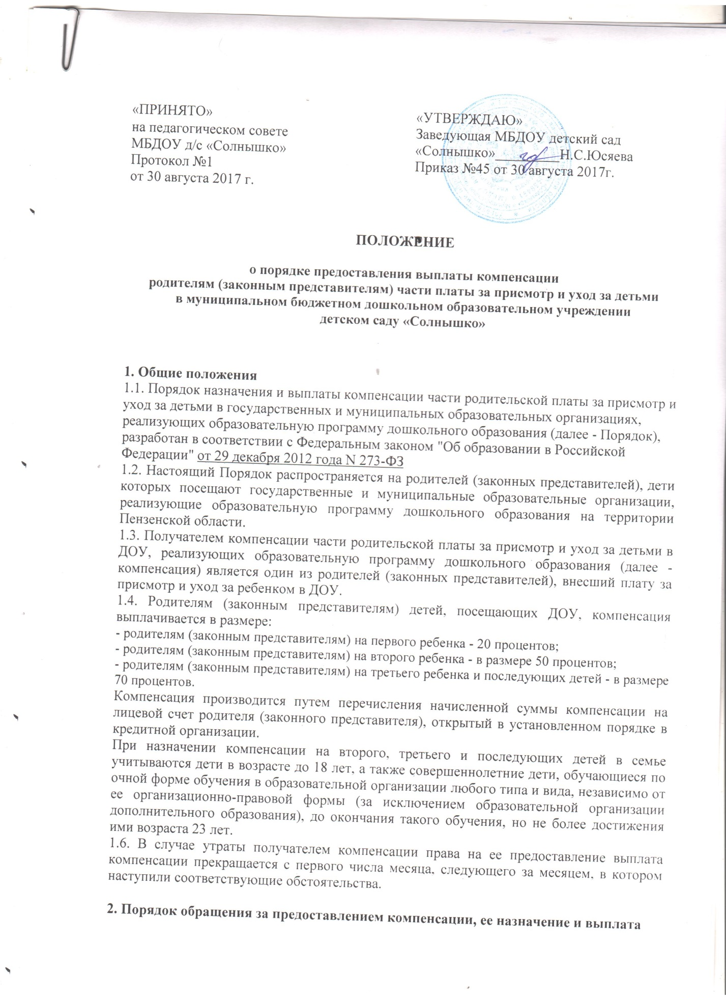 «ПРИНЯТО»
на педагогическом совете
МБДОУ д/с «Солнышко»
Протокол №1
от 30 августа 2017 г.
«УТВЕРЖДАЮ»
Заведующая МБДОУ детский сад
«Солнышко»_________Н.С.Юсяева
Приказ №45 от 30 августа 2017г.
ПОЛОЖЕНИЕ
о порядке предоставления выплаты компенсации
родителям (законным представителям) части платы за присмотр и уход за детьми
в муниципальном бюджетном дошкольном образовательном учреждении
детском саду «Солнышко»
1. Общие положения
1.1. Порядок назначения и выплаты компенсации части родительской платы за присмотр и
уход за детьми в государственных и муниципальных образовательных организациях,
реализующих образовательную программу дошкольного образования (далее - Порядок),
разработан в соответствии с Федеральным законом "Об образовании в Российской
Федерации" от 29 декабря 2012 года N 273-ФЗ
1.2. Настоящий Порядок распространяется на родителей (законных представителей), дети
которых посещают государственные и муниципальные образовательные организации,
реализующие образовательную программу дошкольного образования на территории
Пензенской области.
1.3. Получателем компенсации части родительской платы за присмотр и уход за детьми в
ДОУ, реализующих образовательную программу дошкольного образования (далее -
компенсация) является один из родителей (законных представителей), внесший плату за
присмотр и уход за ребенком в ДОУ.
1.4. Родителям (законным представителям) детей, посещающих ДОУ, компенсация
выплачивается в размере:
- родителям (законным представителям) на первого ребенка - 20 процентов;
- родителям (законным представителям) на второго ребенка - в размере 50 процентов;
- родителям (законным представителям) на третьего ребенка и последующих детей - в размере
70 процентов.
Компенсация производится путем перечисления начисленной суммы компенсации на
лицевой счет родителя (законного представителя), открытый в установленном порядке в
кредитной организации.
При назначении компенсации на второго, третьего и последующих детей в семье
учитываются дети в возрасте до 18 лет, а также совершеннолетние дети, обучающиеся по
очной форме обучения в образовательной организации любого типа и вида, независимо от
ее организационно-правовой формы (за исключением образовательной организации
дополнительного образования), до окончания такого обучения, но не более достижения
ими возраста 23 лет.
1.6. В случае утраты получателем компенсации права на ее предоставление выплата
компенсации прекращается с первого числа месяца, следующего за месяцем, в котором
наступили соответствующие обстоятельства.
2. Порядок обращения за предоставлением компенсации, ее назначение и выплата